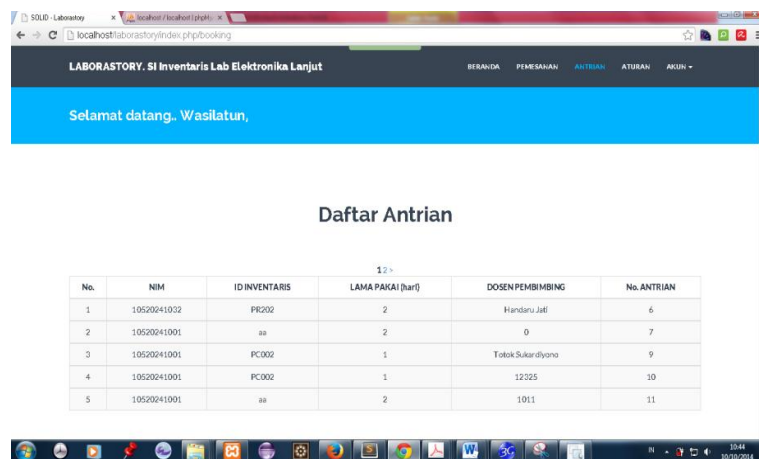 SOLID - Laborastory
localhost / localhost | phpM
localhost/laborastory/index.php/booking
LABORASTORY. SI Inventaris Lab Elektronika Lanjut
BERANDA PEMESANAN ANTRIAN ATURAN AKUN
Selamat datang.. Wasilatun,
Daftar Antrian
1 2 >
No. NIM ID INVENTARIS LAMA PAKAI (hari) DOSEN PEMBIMBING No. ANTRIAN
1 10520241032 PR202 2 Handaru Jati 6
2 10520241001 aa 2 0 7
3 10520241001 PC002 1 Totok Sukardiyono 9
4 10520241001 PC002 1 12325 10
5 10520241001 aa 2 1011 11
IN 10:44
10/10/2014